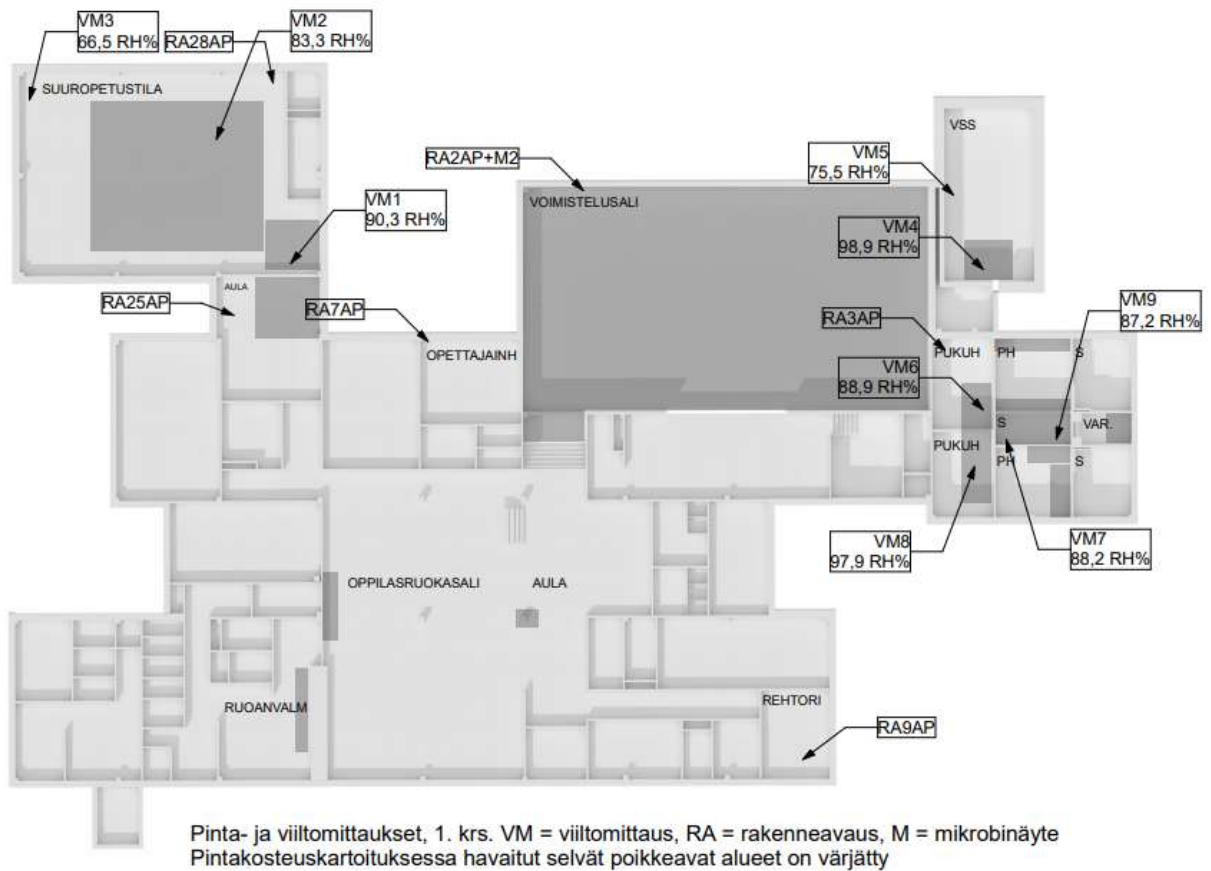 VM3
66,5 RH%
RA28AP
VM2
83,3 RH%
SUUROPETUSTILA
VM1
90,3 RH%
AULA
RA25AP
RA7AP
OPETTAJAINH
RA2AP+M2
VOIMISTELUSALI
VSS
VM5
75,5 RH%
VM4
98,9 RH%
VM9
87,2 RH%
RA3AP
PUKUH
PH
S
VM6
88,9 RH%
S
VAR.
PUKUH
PH
S
VM8
97,9 RH%
VM7
88,2 RH%
OPPILASRUOKASALI
AULA
RUOANVALM
REHTORI
RA9AP
Pinta- ja viiltomittaukset, 1. krs. VM = viiltomittaus, RA = rakenneavaus, M = mikrobinäyte
Pintakosteuskartoituksessa havaitut selvät poikkeavat alueet on värjätty